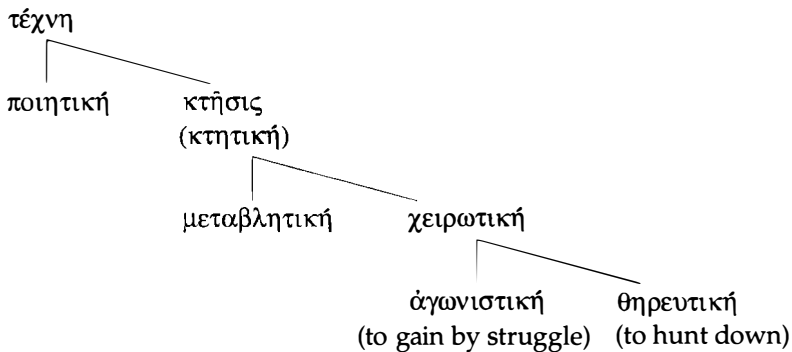 τέχνη
ποιητική κτῆσις
(κτητική)
μεταβλητική χειρωτική
ἀγωνιστική θηρευτική
(to gain by struggle) (to hunt down)